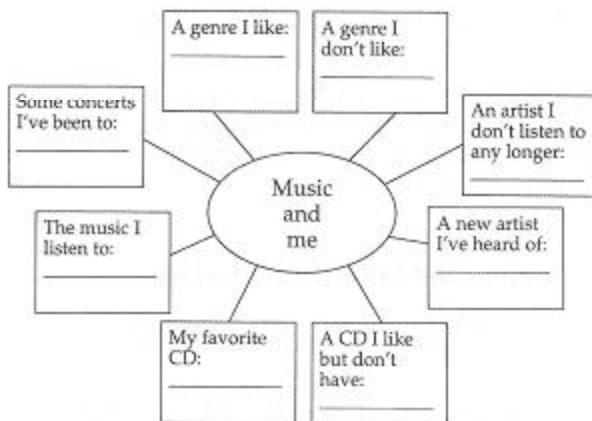 A genre I like:
A genre I
don't like:
Some concerts
I've been to:
An artist I
don't listen to
any longer:
Music
and
me
The music I
listen to:
A new artist
I've heard of:
My favorite
CD:
A CD I like
but don't
have: